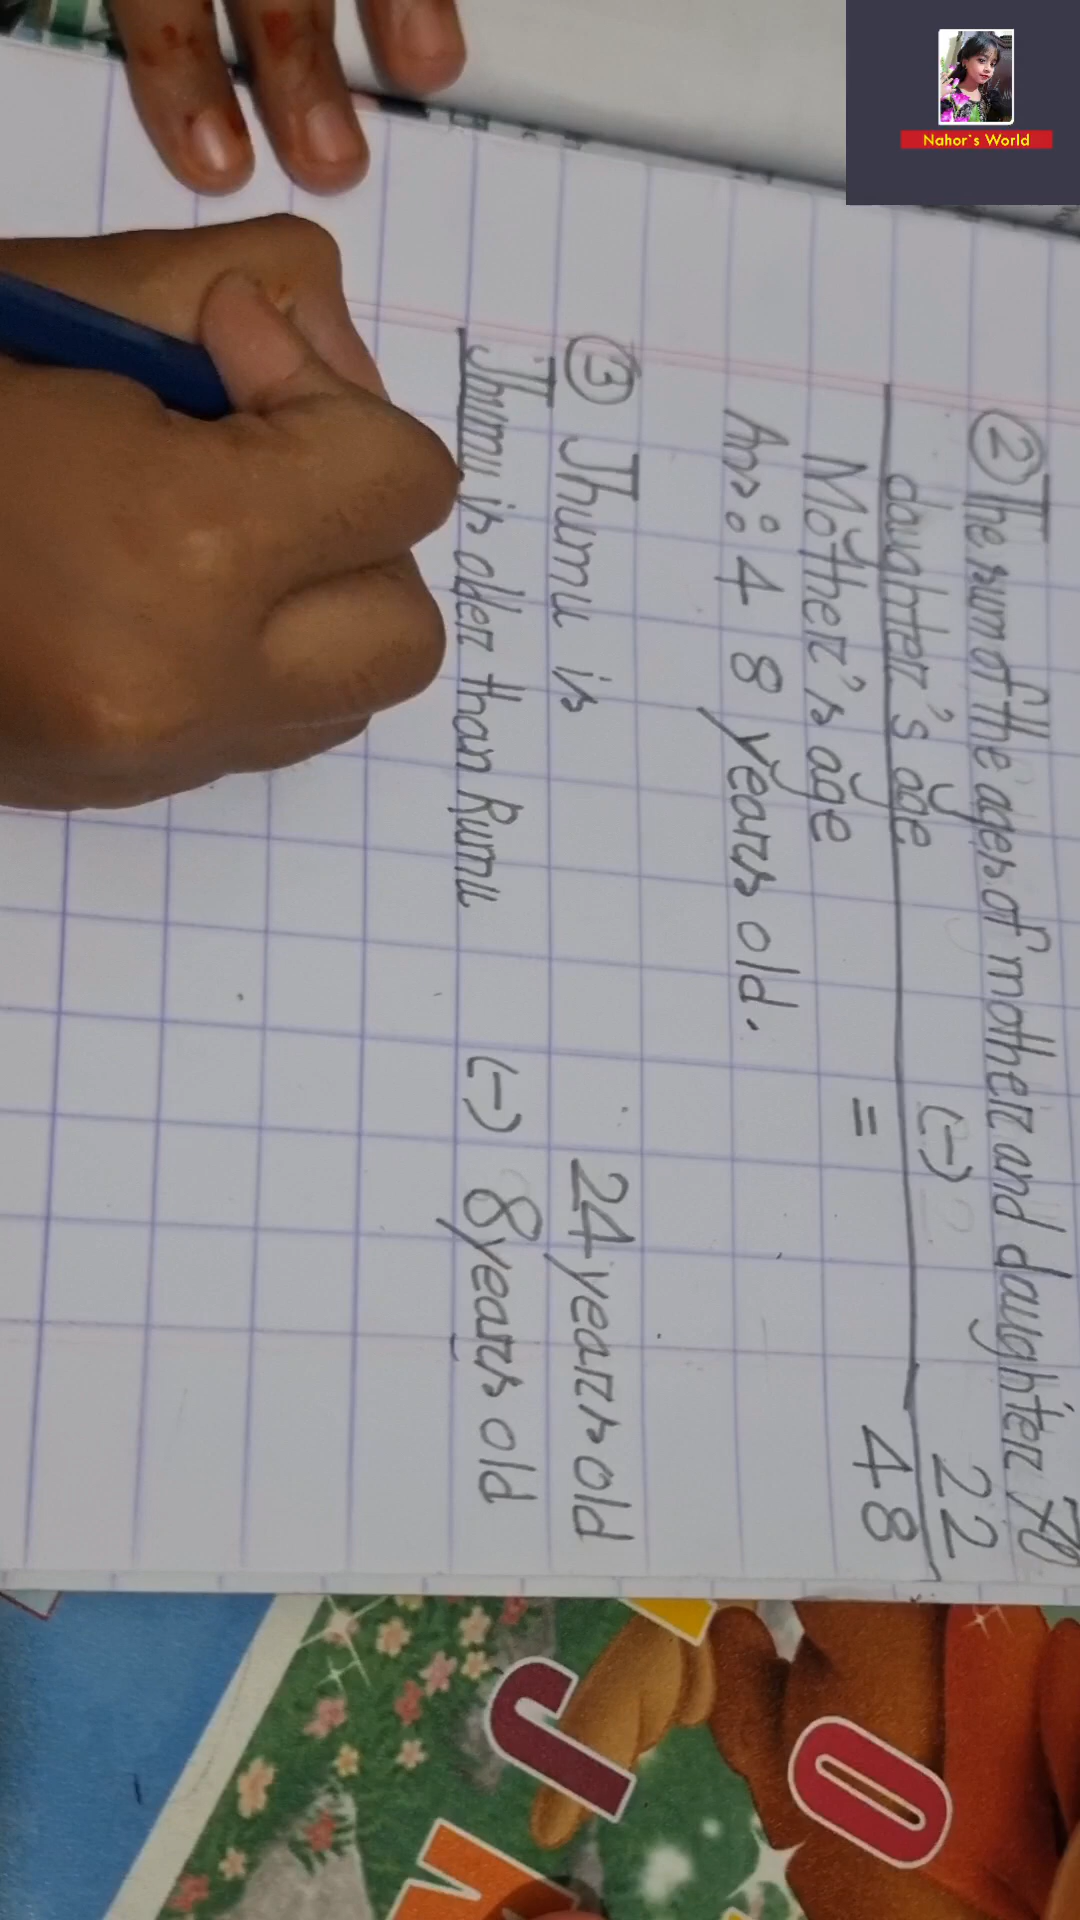 ② The sum of the ages of mother and daughter 70
daughter's age (-) 22
Mother's age = 48
Ans: 48 years old.
③ Jhumu is 24 years old
Jhumu is older than Rumu (-) 8 years old
Nahor`s World
J
O